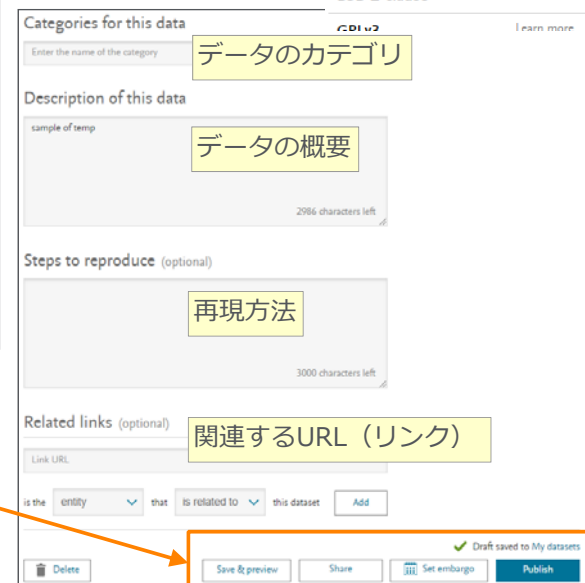 GPLv3 Learn more
Categories for this data
Enter the name of the category
データのカテゴリ
Description of this data
sample of temp
データの概要
2986 characters left
Steps to reproduce (optional)
再現方法
3000 characters left
Related links (optional)
関連するURL（リンク）
Link URL
is the entity that is related to this dataset Add
Draft saved to My datasets
Delete Save & preview Share Set embargo Publish